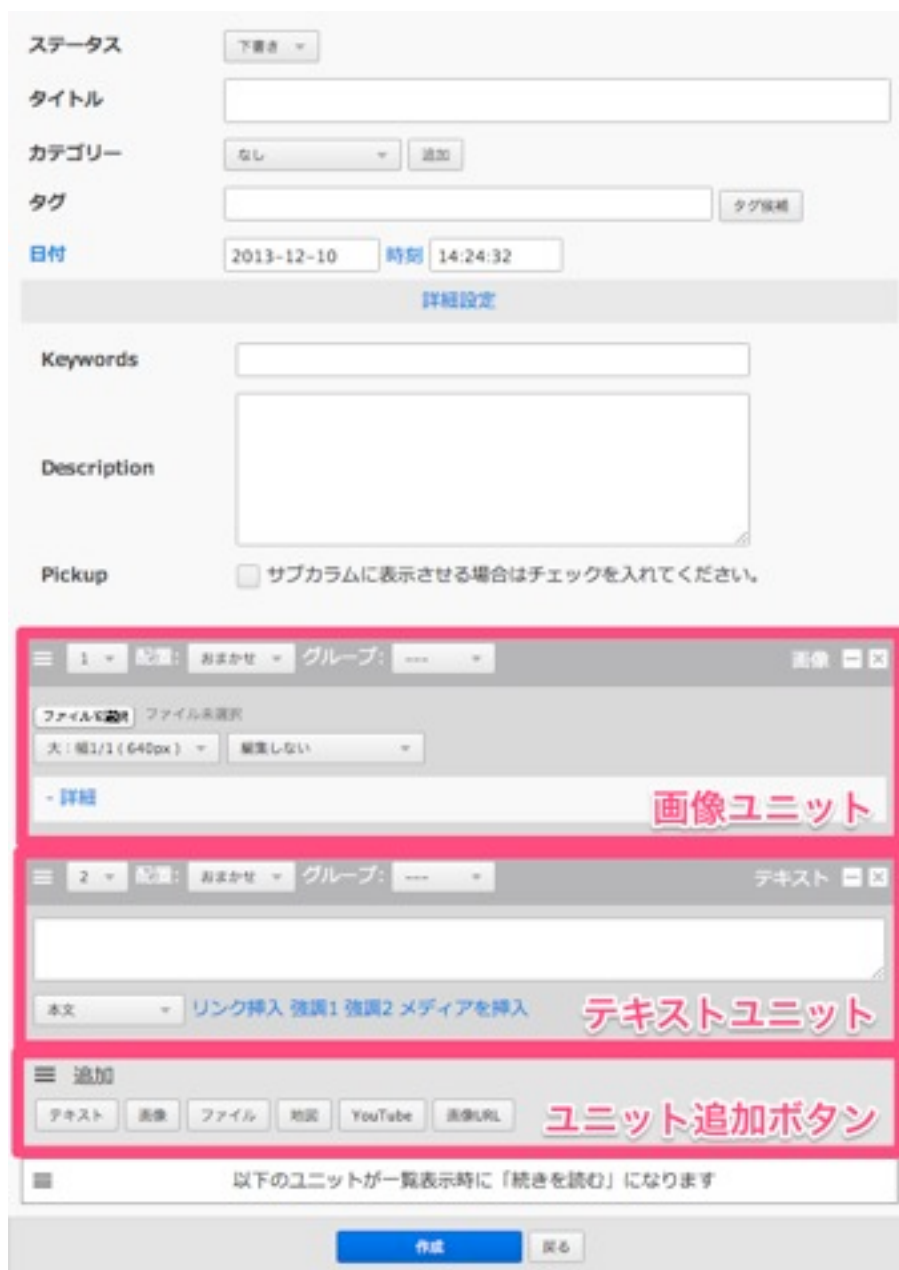 ステータス 下書き
タイトル
カテゴリー なし 追加
タグ タグ候補
日付 2013-12-10 時刻 14:24:32
詳細設定
Keywords
Description
Pickup サブカラムに表示させる場合はチェックを入れてください。
1 配置: おまかせ グループ: --- 画像
ファイルを選択 ファイル未選択
大：幅1/1 (640px) 編集しない
- 詳細
画像ユニット
2 配置: おまかせ グループ: --- テキスト
本文 リンク挿入 強調1 強調2 メディアを挿入
テキストユニット
追加
テキスト 画像 ファイル 地図 YouTube 画像URL
ユニット追加ボタン
以下のユニットが一覧表示時に「続きを読む」になります
作成 戻る